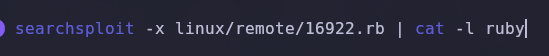 searchsploit -x linux/remote/16922.rb | cat -l ruby